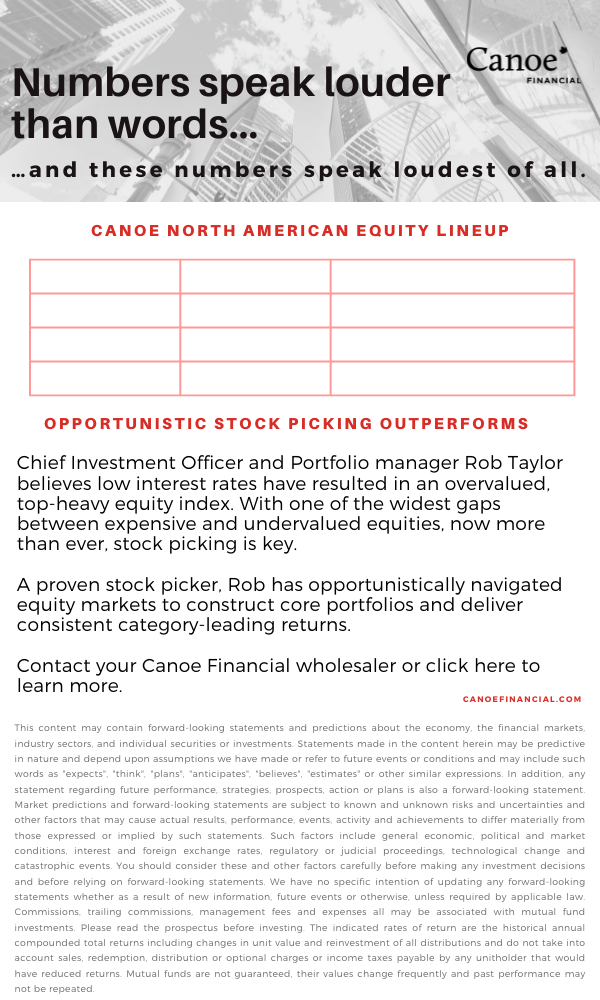 Canoe
FINANCIAL
Numbers speak louder
than words...
...and these numbers speak loudest of all.
CANOE NORTH AMERICAN EQUITY LINEUP
OPPORTUNISTIC STOCK PICKING OUTPERFORMS
Chief Investment Officer and Portfolio manager Rob Taylor
believes low interest rates have resulted in an overvalued,
top-heavy equity index. With one of the widest gaps
between expensive and undervalued equities, now more
than ever, stock picking is key.
A proven stock picker, Rob has opportunistically navigated
equity markets to construct core portfolios and deliver
consistent category-leading returns.
Contact your Canoe Financial wholesaler or click here to
learn more.
CANOEFINANCIAL.COM
This content may contain forward-looking statements and predictions about the economy, the financial markets,
industry sectors, and individual securities or investments. Statements made in the content herein may be predictive
in nature and depend upon assumptions we have made or refer to future events or conditions and may include such
words as "expects", "think", "plans", "anticipates", "believes", "estimates" or other similar expressions. In addition, any
statement regarding future performance, strategies, prospects, action or plans is also a forward-looking statement.
Market predictions and forward-looking statements are subject to known and unknown risks and uncertainties and
other factors that may cause actual results, performance, events, activity and achievements to differ materially from
those expressed or implied by such statements. Such factors include general economic, political and market
conditions, interest and foreign exchange rates, regulatory or judicial proceedings, technological change and
catastrophic events. You should consider these and other factors carefully before making any investment decisions
and before relying on forward-looking statements. We have no specific intention of updating any forward-looking
statements whether as a result of new information, future events or otherwise, unless required by applicable law.
Commissions, trailing commissions, management fees and expenses all may be associated with mutual fund
investments. Please read the prospectus before investing. The indicated rates of return are the historical annual
compounded total returns including changes in unit value and reinvestment of all distributions and do not take into
account sales, redemption, distribution or optional charges or income taxes payable by any unitholder that would
have reduced returns. Mutual funds are not guaranteed, their values change frequently and past performance may
not be repeated.